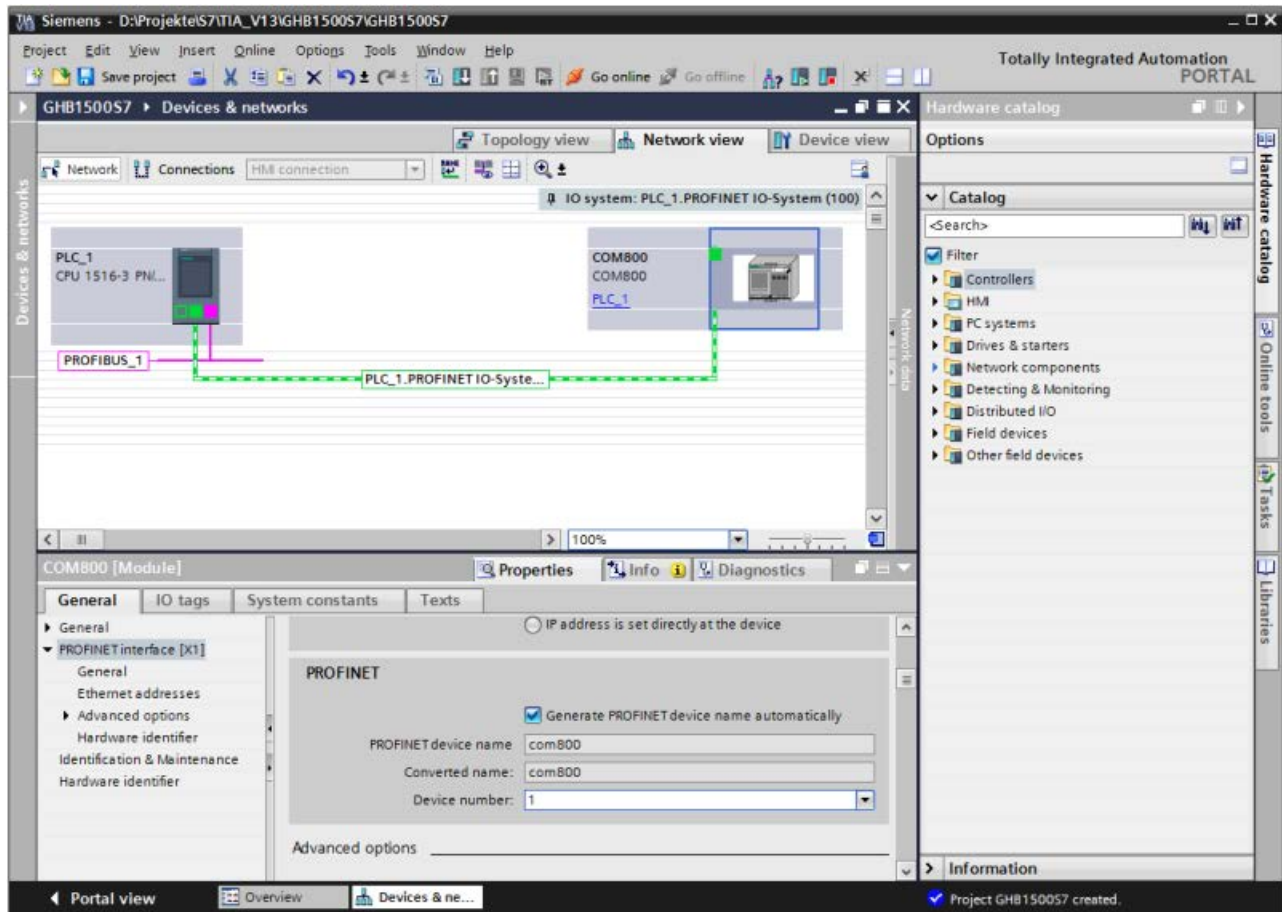 Siemens - D:\Projekte\S7\TIA_V13\GHB1500S7\GHB1500S7
Project Edit View Insert Online Options Tools Window Help
Totally Integrated Automation
PORTAL
Save project Go online Go offline
GHB1500S7 ▸ Devices & networks
Topology view Network view Device view
Network Connections HMI connection
IO system: PLC_1.PROFINET IO-System (100)
PLC_1
CPU 1516-3 PN/...
COM800
COM800
PLC_1
PROFIBUS_1
PLC_1.PROFINET IO-Syste...
100%
Devices & networks
Network data
COM800 [Module]
Properties Info Diagnostics
General IO tags System constants Texts
General
PROFINET interface [X1]
General
Ethernet addresses
Advanced options
Hardware identifier
Identification & Maintenance
Hardware identifier
IP address is set directly at the device
PROFINET
Generate PROFINET device name automatically
PROFINET device name com800
Converted name: com800
Device number: 1
Advanced options
Hardware catalog
Options
Catalog
<Search>
Filter
Controllers
HMI
PC systems
Drives & starters
Network components
Detecting & Monitoring
Distributed I/O
Field devices
Other field devices
Information
Hardware catalog
Online tools
Tasks
Libraries
Portal view Overview Devices & ne...
Project GHB1500S7 created.